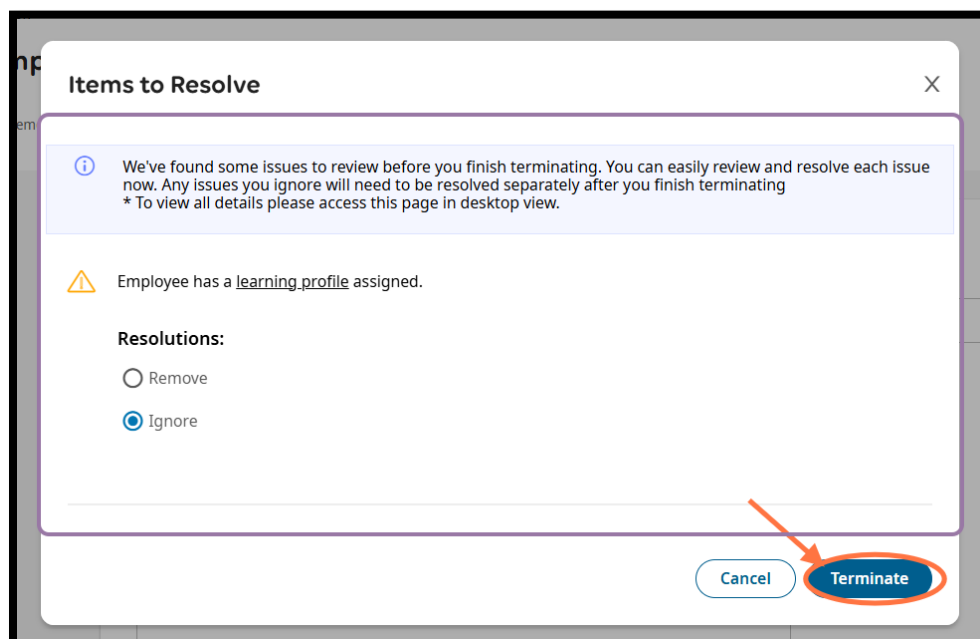 Items to Resolve
We've found some issues to review before you finish terminating. You can easily review and resolve each issue
now. Any issues you ignore will need to be resolved separately after you finish terminating
* To view all details please access this page in desktop view.
Employee has a learning profile assigned.
Resolutions:
Remove
Ignore
Cancel
Terminate